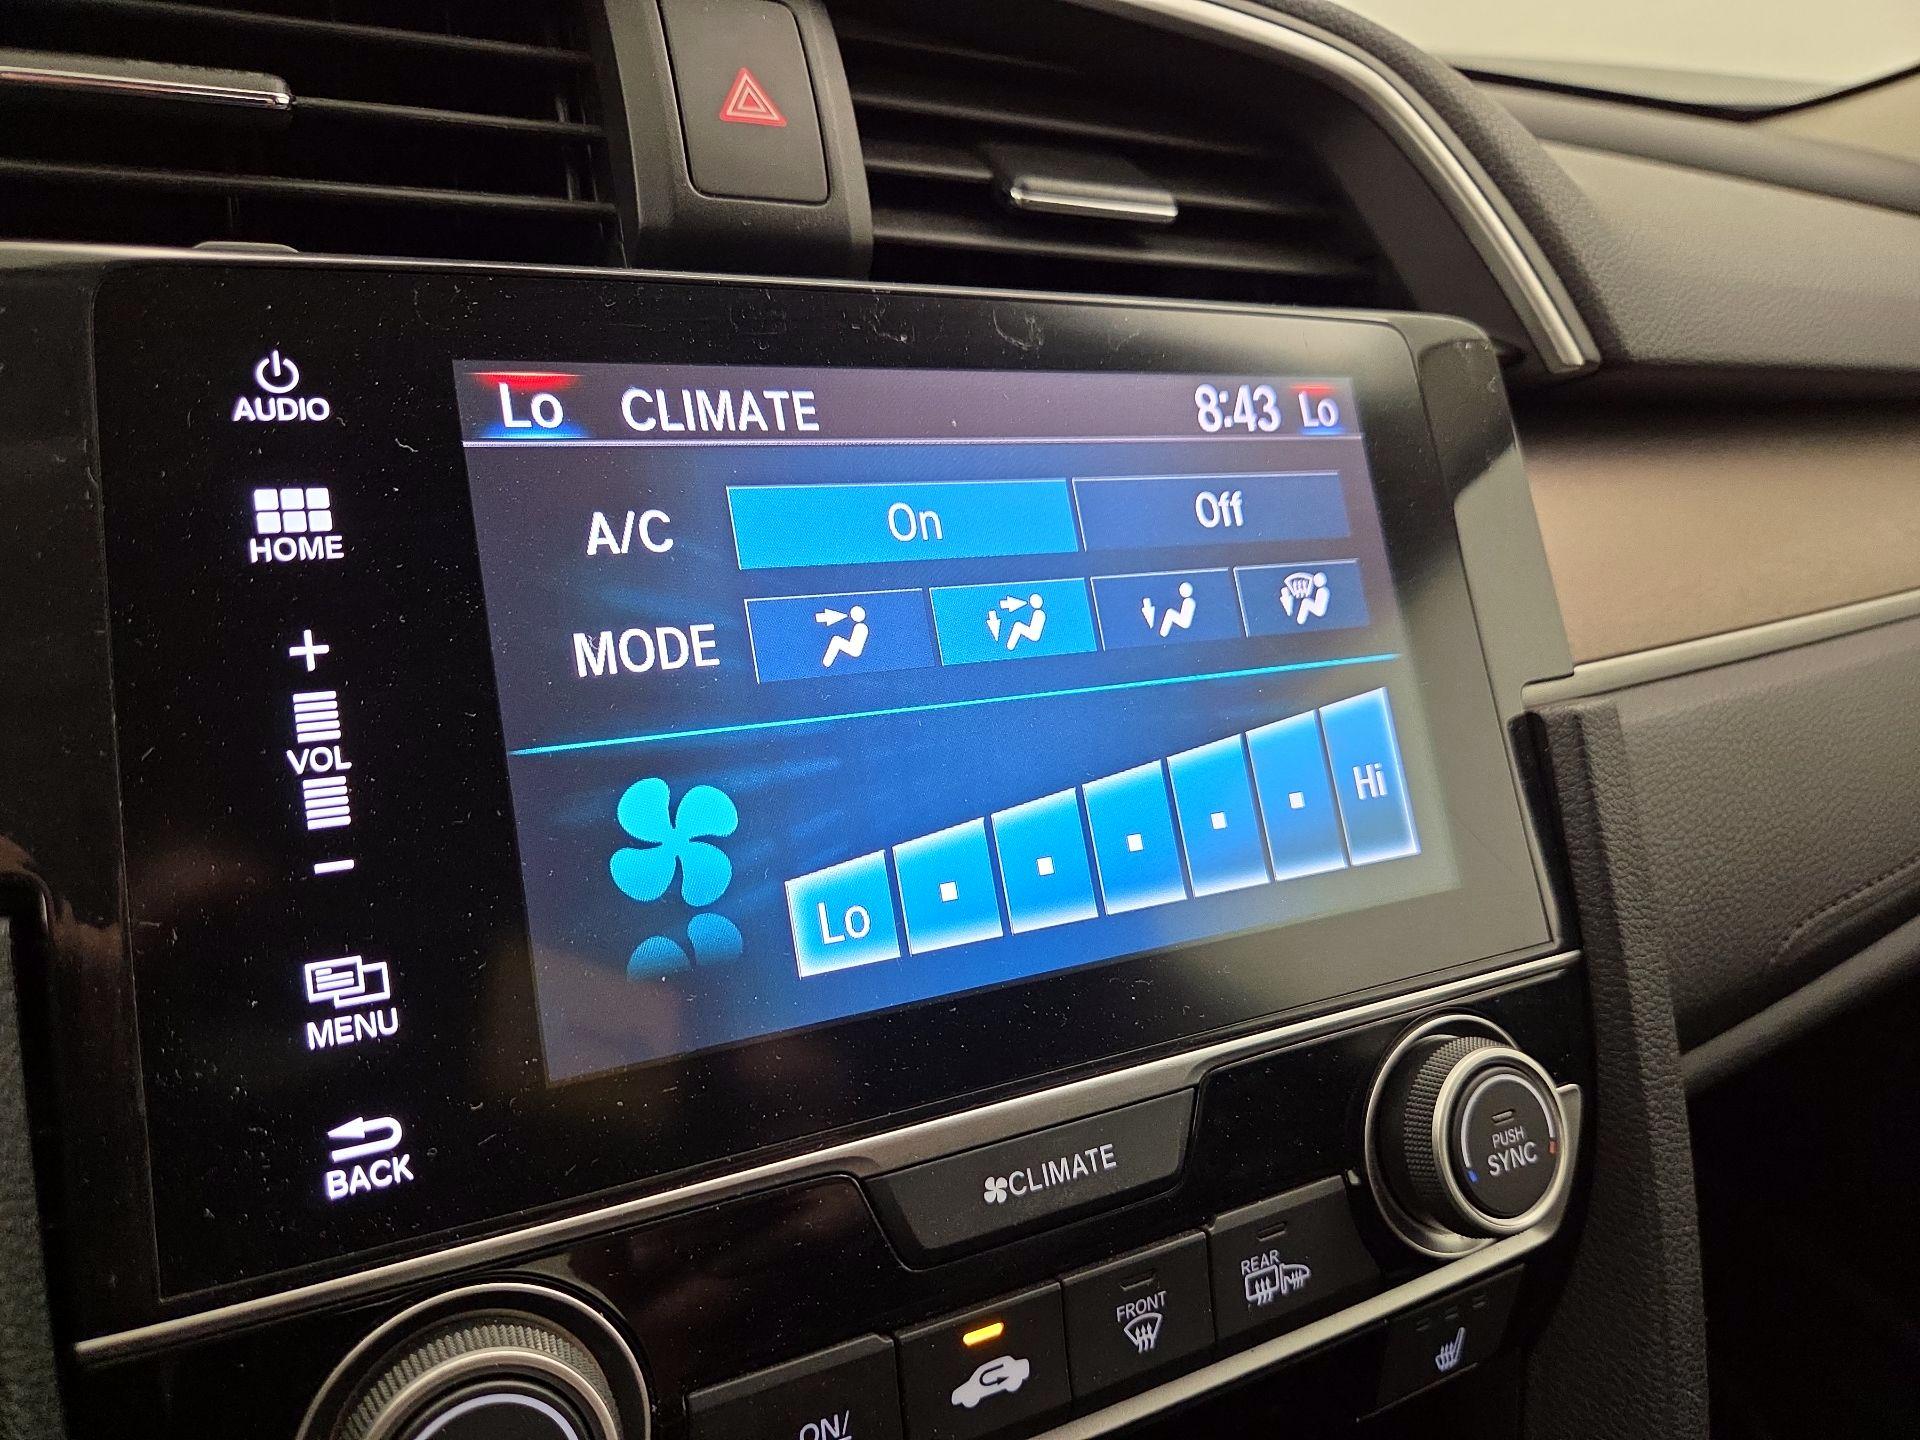 AUDIO
HOME
+
VOL
-
MENU
BACK
Lo CLIMATE 8:43 Lo
A/C On Off
MODE
Lo Hi
CLIMATE
PUSH
SYNC
ON/
FRONT
REAR